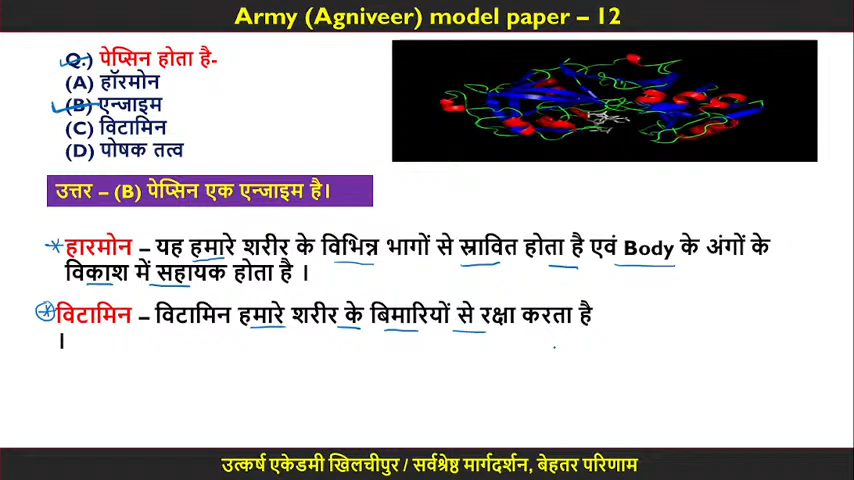 Army (Agniveer) model paper – 12
Q.) पेप्सिन होता है-
(A) हॉरमोन
(B) एन्जाइम
(C) विटामिन
(D) पोषक तत्व
उत्तर – (B) पेप्सिन एक एन्जाइम है।
हारमोन – यह हमारे शरीर के विभिन्न भागों से स्रावित होता है एवं Body के अंगों के
विकाश में सहायक होता है ।
विटामिन – विटामिन हमारे शरीर के बिमारियों से रक्षा करता है
।
उत्कर्ष एकेडमी खिलचीपुर / सर्वश्रेष्ठ मार्गदर्शन, बेहतर परिणाम